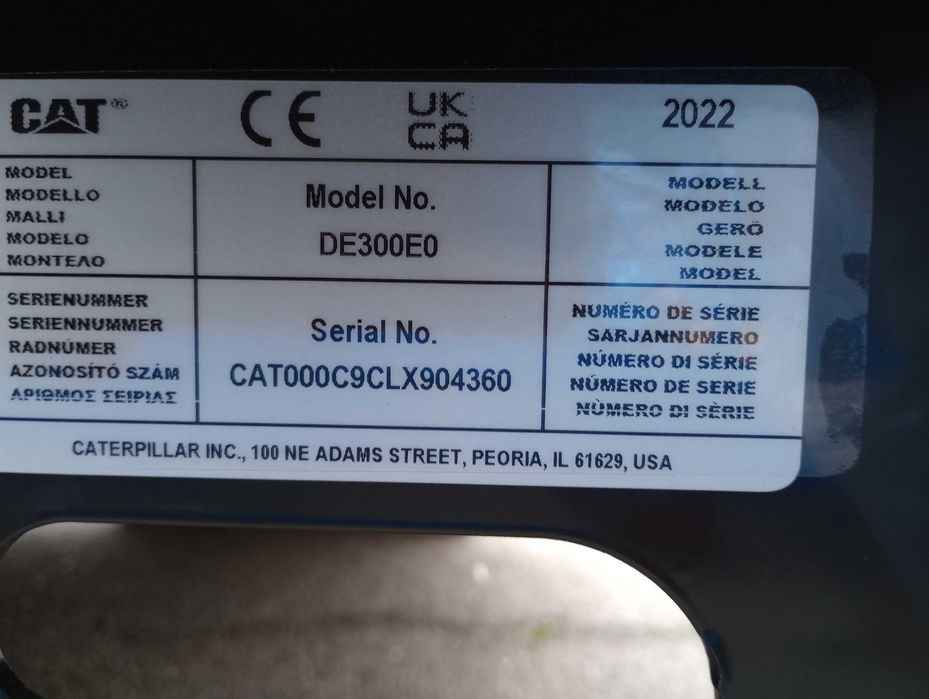 CAT® CE UK CA 2022
MODEL
MODELLO
MALLI
MODELO
ΜΟΝΤΕΛΟ
Model No.
DE300E0
MODELL
MODELO
GERÖ
MODELE
MODEL
SERIENUMMER
SERIENNUMMER
RADNÚMER
AZONOSÍTÓ SZÁM
ΑΡΙΘΜΟΣ ΣΕΙΡΙΑΣ
Serial No.
CAT000C9CLX904360
NUMÉRO DE SÉRIE
SARJANNUMERO
NÚMERO DI SÉRIE
NÚMERO DE SERIE
NÙMERO DI SÈRIE
CATERPILLAR INC., 100 NE ADAMS STREET, PEORIA, IL 61629, USA